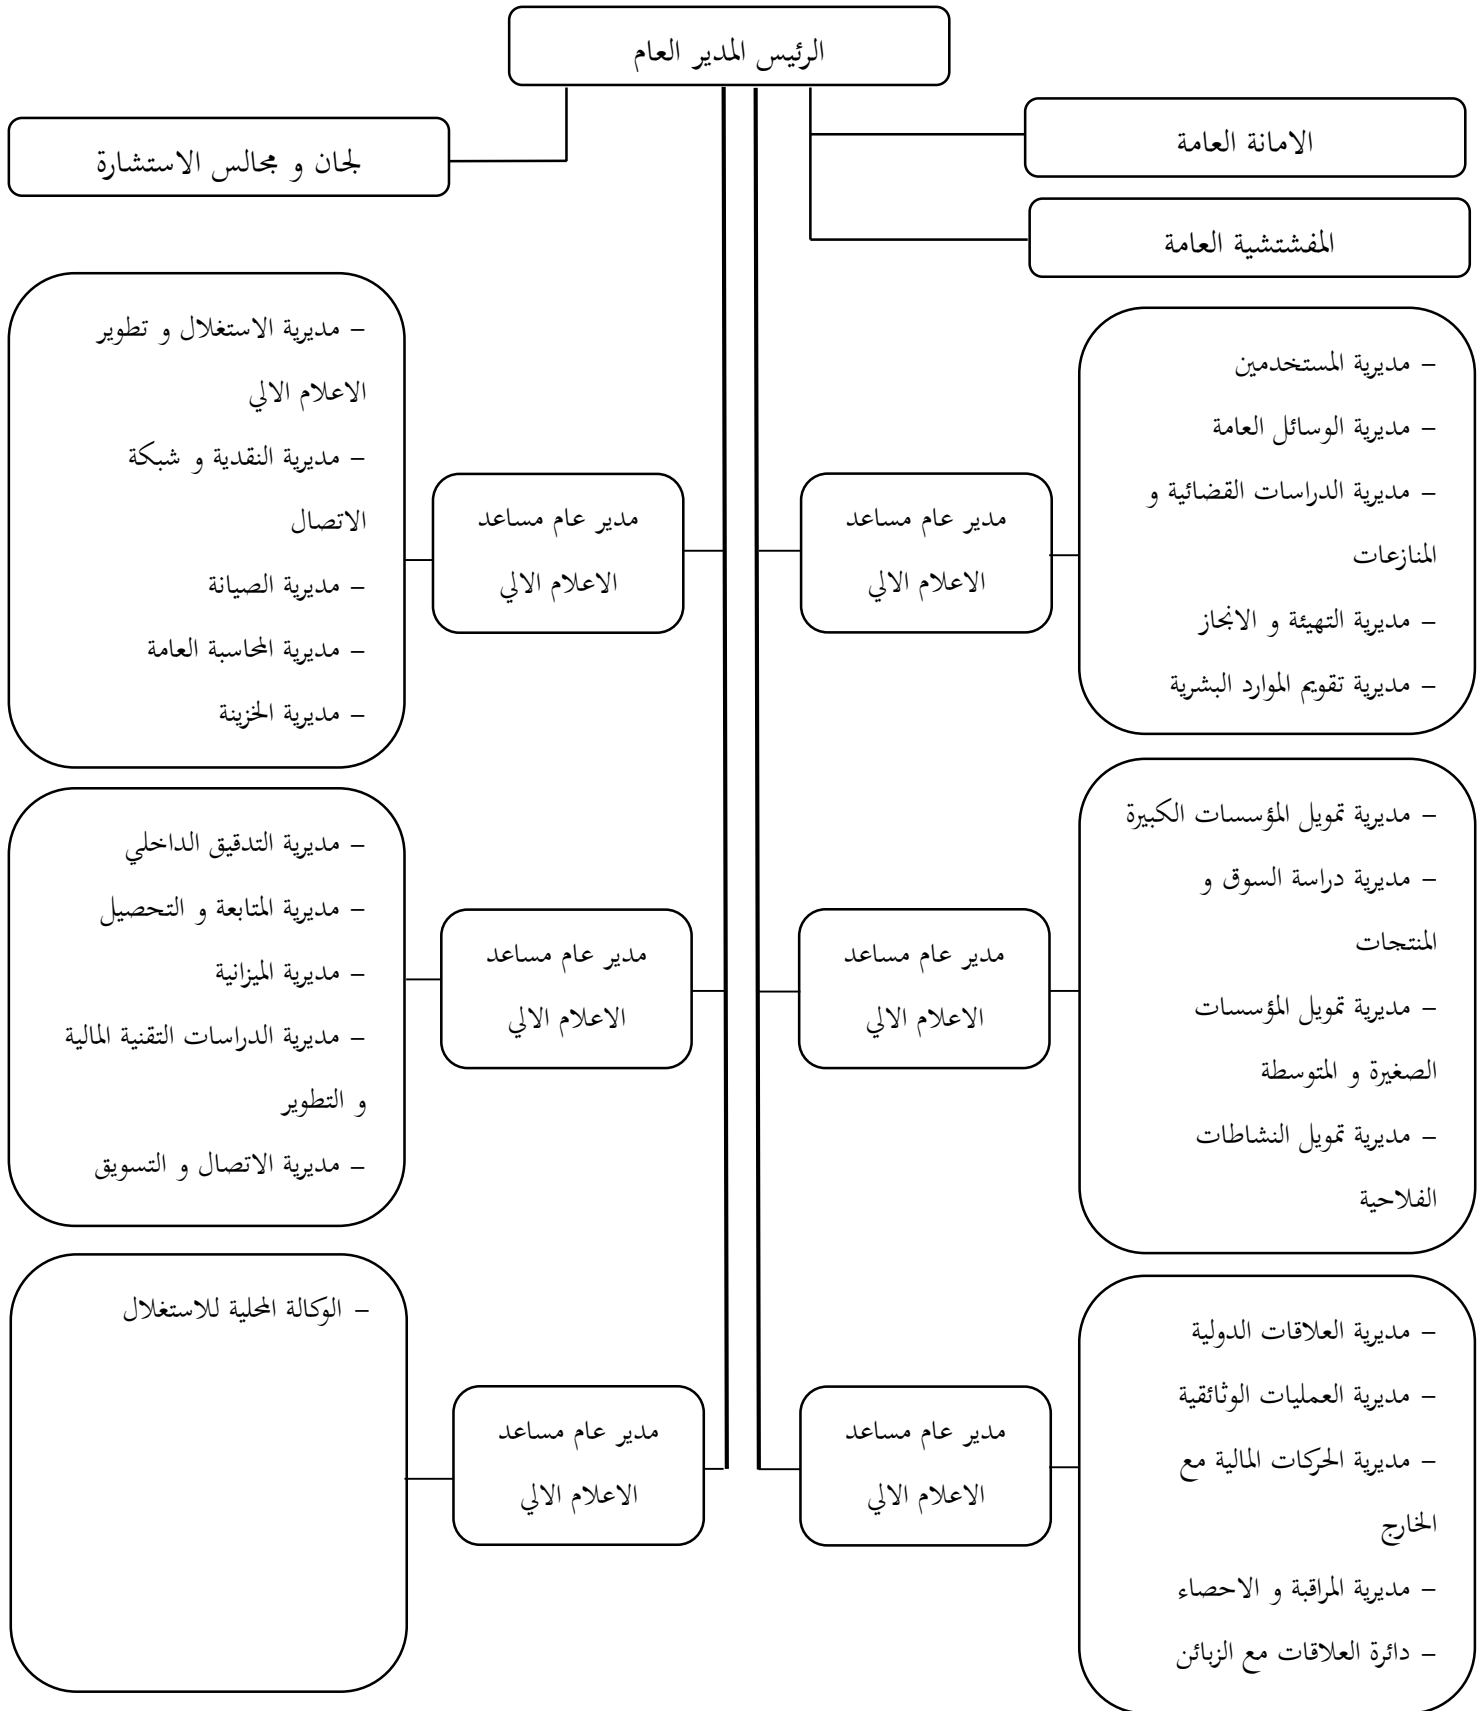 الرئيس المدير العام
الامانة العامة
لجان و مجالس الاستشارة
المفشتشية العامة
– مديرية المستخدمين
– مديرية الوسائل العامة
– مديرية الدراسات القضائية و
المنازعات
– مديرية التهيئة و الانجاز
– مديرية تقويم الموارد البشرية
مدير عام مساعد
الاعلام الالي
مدير عام مساعد
الاعلام الالي
– مديرية الاستغلال و تطوير
الاعلام الالي
– مديرية النقدية و شبكة
الاتصال
– مديرية الصيانة
– مديرية المحاسبة العامة
– مديرية الخزينة
– مديرية تمويل المؤسسات الكبيرة
– مديرية دراسة السوق و
المنتجات
– مديرية تمويل المؤسسات
الصغيرة و المتوسطة
– مديرية تمويل النشاطات
الفلاحية
مدير عام مساعد
الاعلام الالي
مدير عام مساعد
الاعلام الالي
– مديرية التدقيق الداخلي
– مديرية المتابعة و التحصيل
– مديرية الميزانية
– مديرية الدراسات التقنية المالية
و التطوير
– مديرية الاتصال و التسويق
– مديرية العلاقات الدولية
– مديرية العمليات الوثائقية
– مديرية الحركات المالية مع
الخارج
– مديرية المراقبة و الاحصاء
– دائرة العلاقات مع الزبائن
مدير عام مساعد
الاعلام الالي
مدير عام مساعد
الاعلام الالي
– الوكالة المحلية للاستغلال